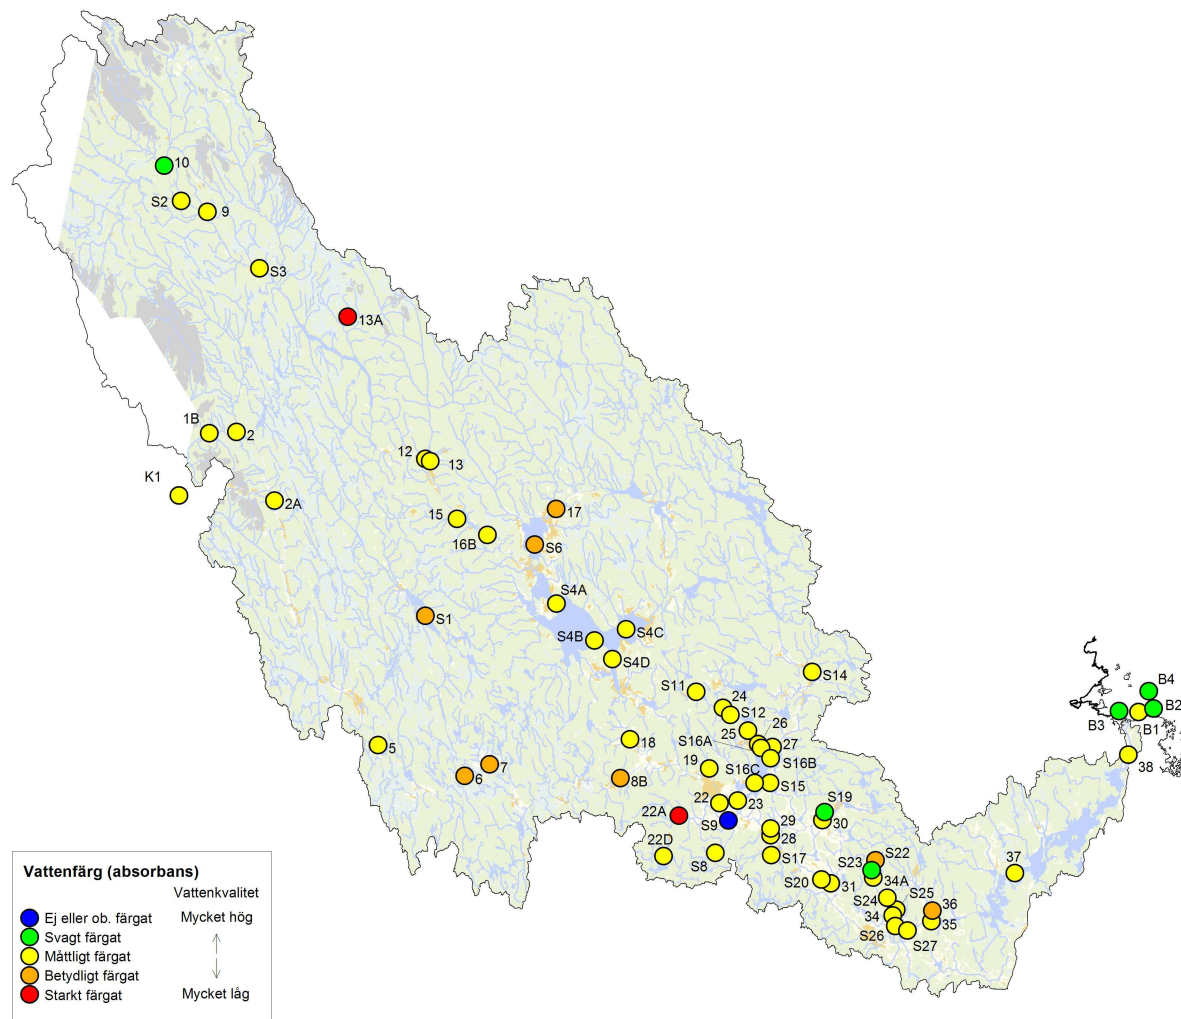 10
S2
9
S3
13A
1B
2
K1
2A
12
13
15
16B
17
S6
S4A
S1
S4B
S4C
S4D
S14
S11
24
S12
25
26
S16A
27
S16B
18
19
S16C
S15
5
6
7
8B
22
23
22A
S9
S19
30
29
28
22D
S8
S17
S20
31
S22
S23
34A
S25
S24
36
34
35
S26
S27
37
B4
B2
B3
B1
38
Vattenfärg (absorbans)
Vattenkvalitet
Ej eller ob. färgat
Mycket hög
Svagt färgat
Måttligt färgat
Betydligt färgat
Starkt färgat
Mycket låg